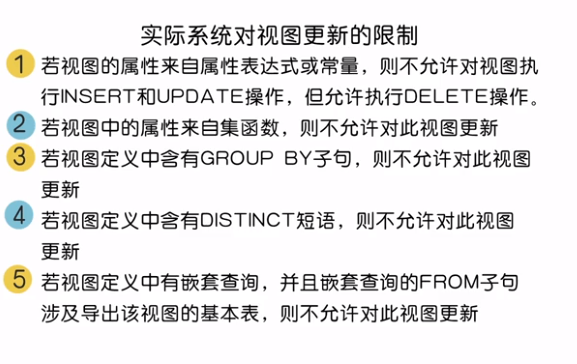 实际系统对视图更新的限制
1 若视图的属性来自属性表达式或常量，则不允许对视图执
行INSERT和UPDATE操作，但允许执行DELETE操作。
2 若视图中的属性来自集函数，则不允许对此视图更新
3 若视图定义中含有GROUP BY子句，则不允许对此视图
更新
4 若视图定义中含有DISTINCT短语，则不允许对此视图
更新
5 若视图定义中有嵌套查询，并且嵌套查询的FROM子句
涉及导出该视图的基本表，则不允许对此视图更新